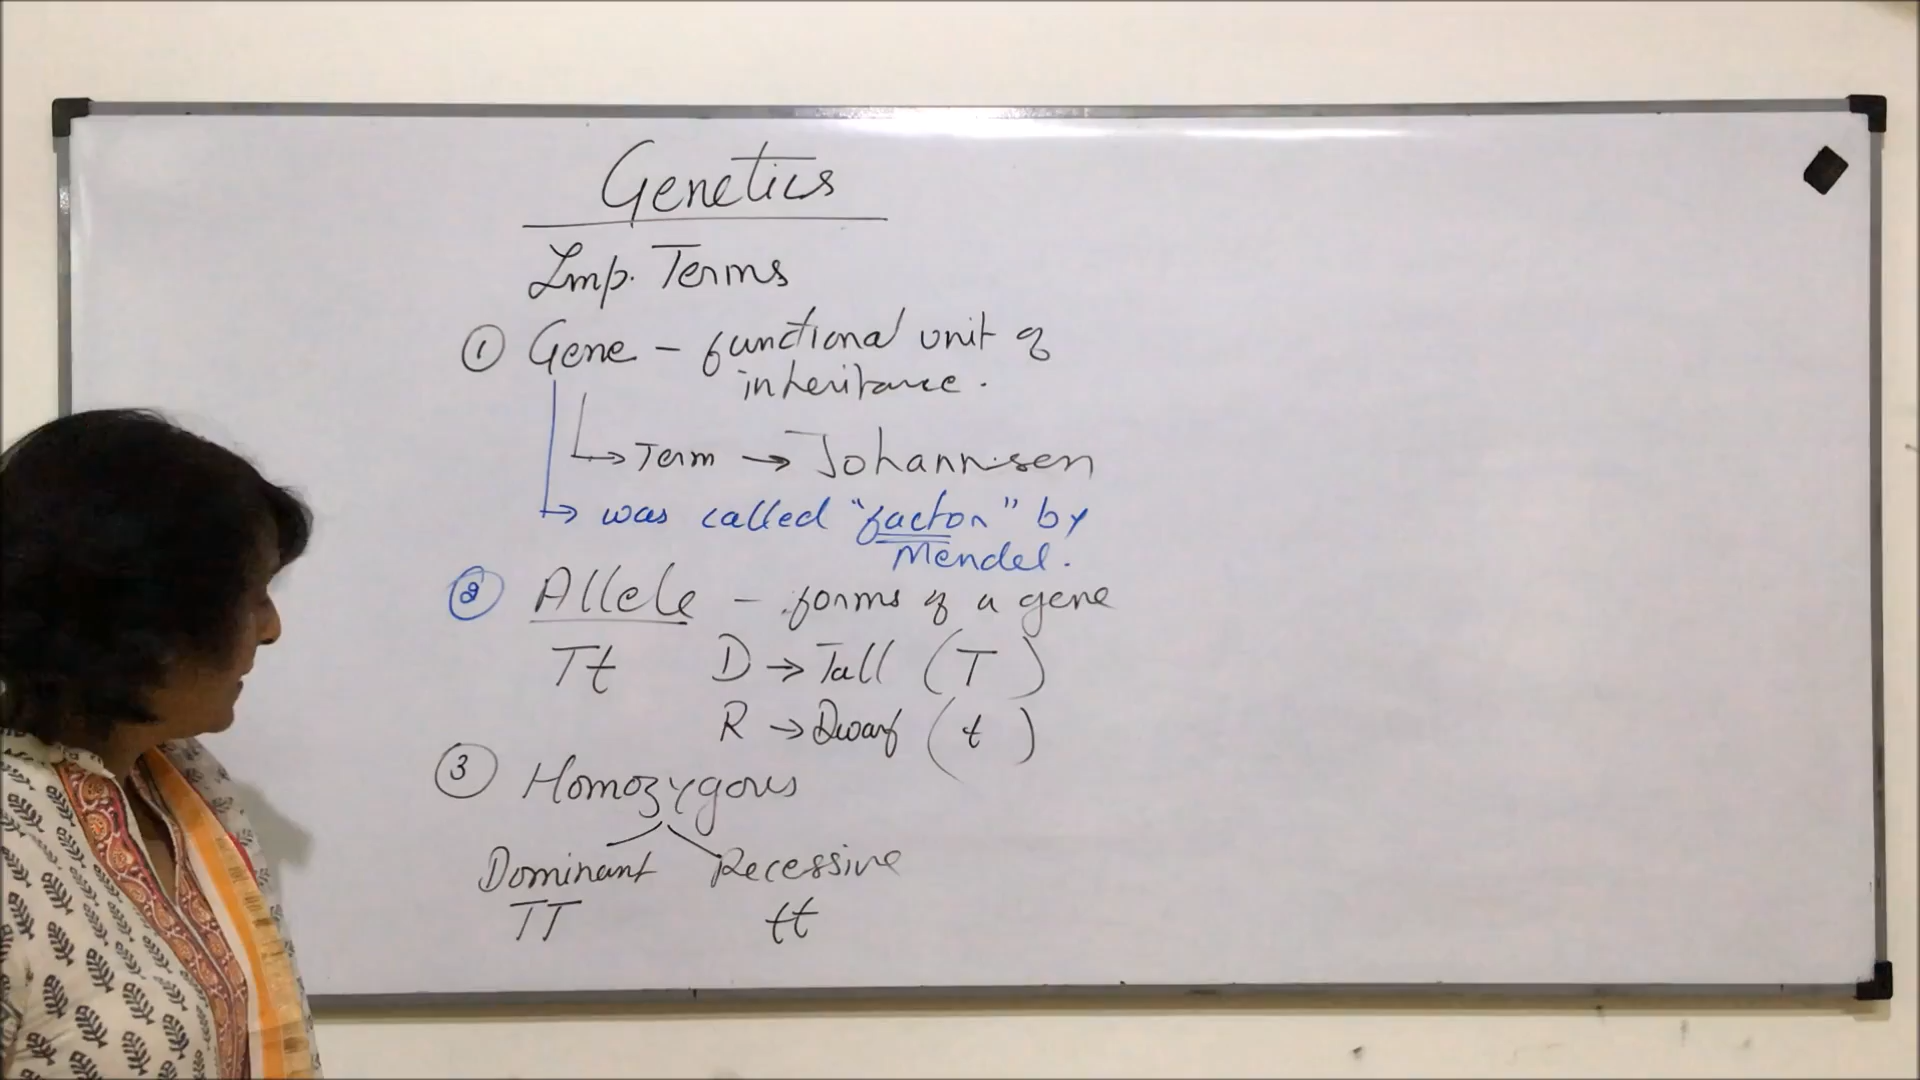 Genetics
Imp. Terms
① Gene - functional unit of
inheritance.
↳ Term → Johannsen
↳ was called "factor" by
Mendel.
② Allele - forms of a gene
Tt D → Tall (T)
R → Dwarf (t)
③ Homozygous
Dominant Recessive
TT tt